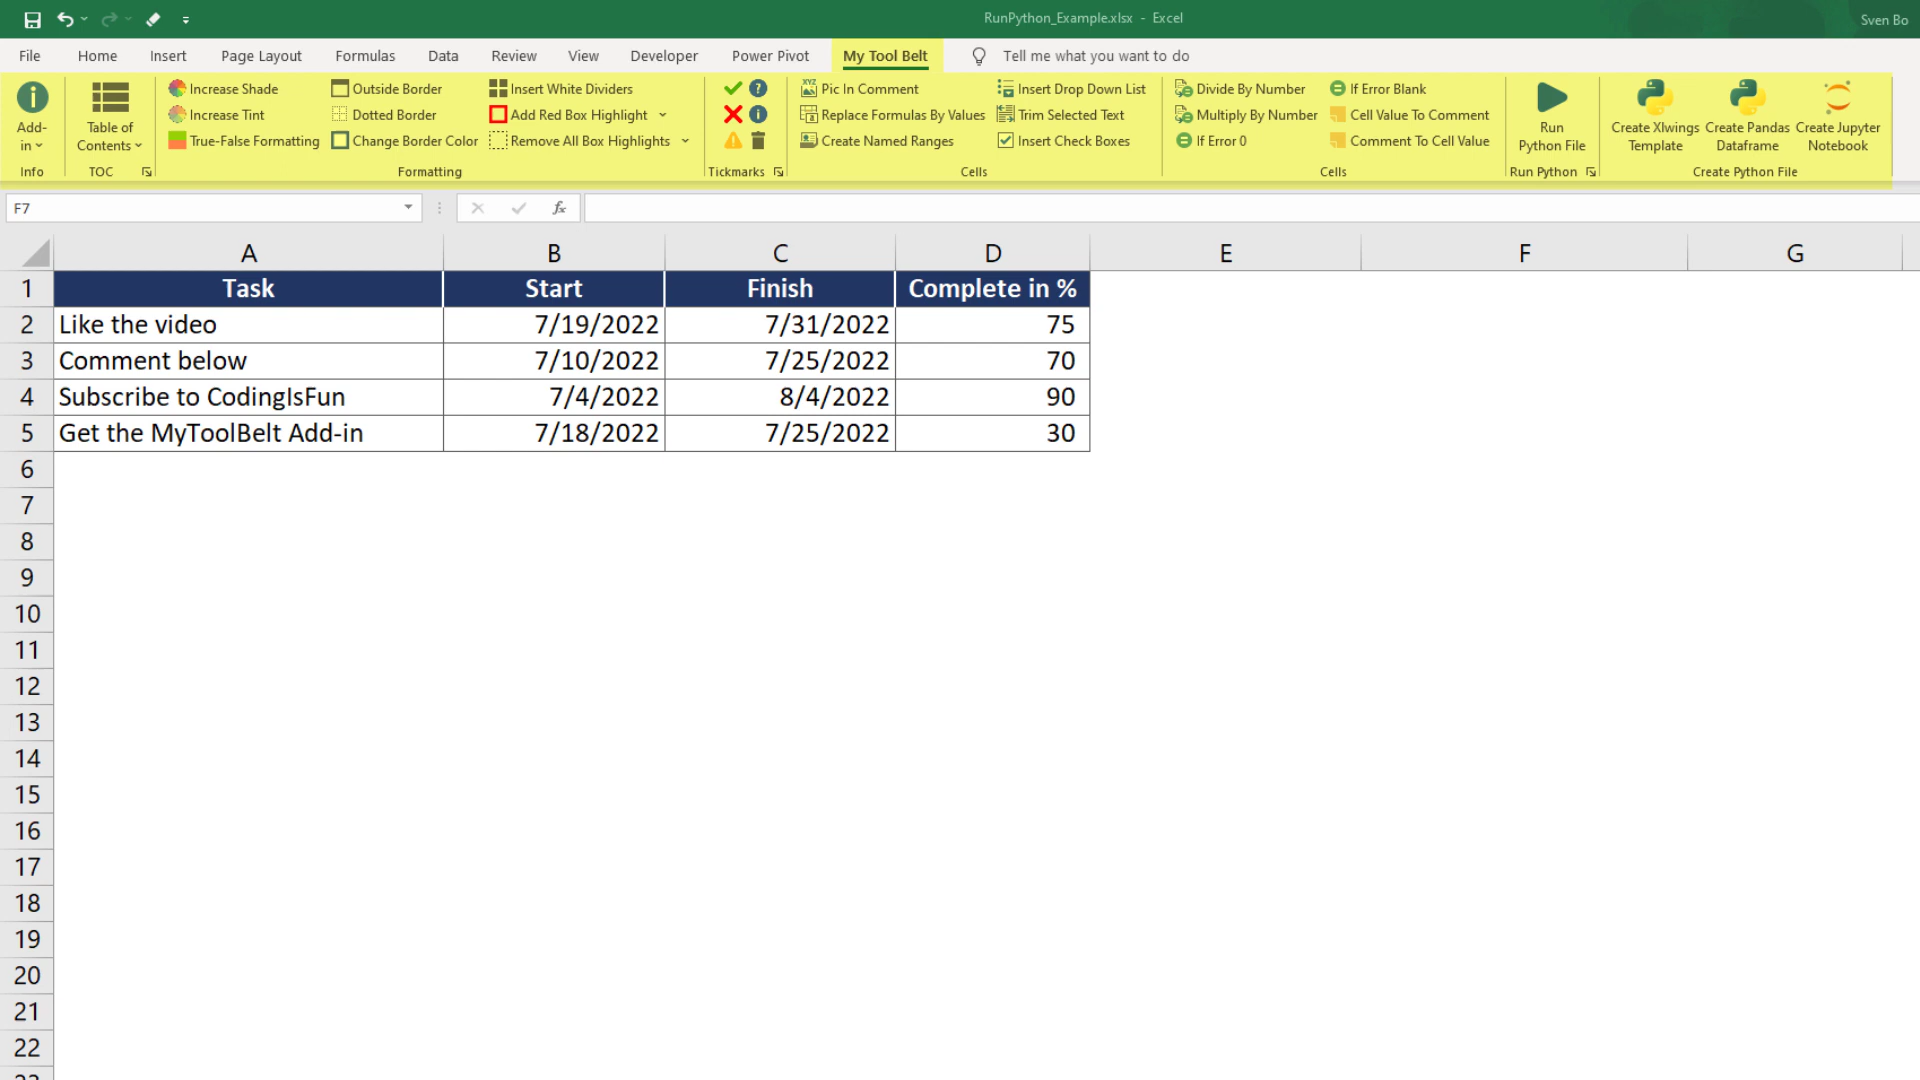 RunPython_Example.xlsx - Excel
Sven Bo
File Home Insert Page Layout Formulas Data Review View Developer Power Pivot My Tool Belt Tell me what you want to do
Add-in
Info
Table of Contents
TOC
Increase Shade
Increase Tint
True-False Formatting
Outside Border
Dotted Border
Change Border Color
Insert White Dividers
Add Red Box Highlight
Remove All Box Highlights
Formatting
Tickmarks
Pic In Comment
Replace Formulas By Values
Create Named Ranges
Insert Drop Down List
Trim Selected Text
Insert Check Boxes
Cells
Divide By Number
Multiply By Number
If Error 0
If Error Blank
Cell Value To Comment
Comment To Cell Value
Cells
Run
Python File
Run Python
Create Xlwings
Template
Create Pandas
Dataframe
Create Jupyter
Notebook
Create Python File
F7
fx
A B C D E F G
1 Task Start Finish Complete in %
2 Like the video 7/19/2022 7/31/2022 75
3 Comment below 7/10/2022 7/25/2022 70
4 Subscribe to CodingIsFun 7/4/2022 8/4/2022 90
5 Get the MyToolBelt Add-in 7/18/2022 7/25/2022 30
6
7
8
9
10
11
12
13
14
15
16
17
18
19
20
21
22